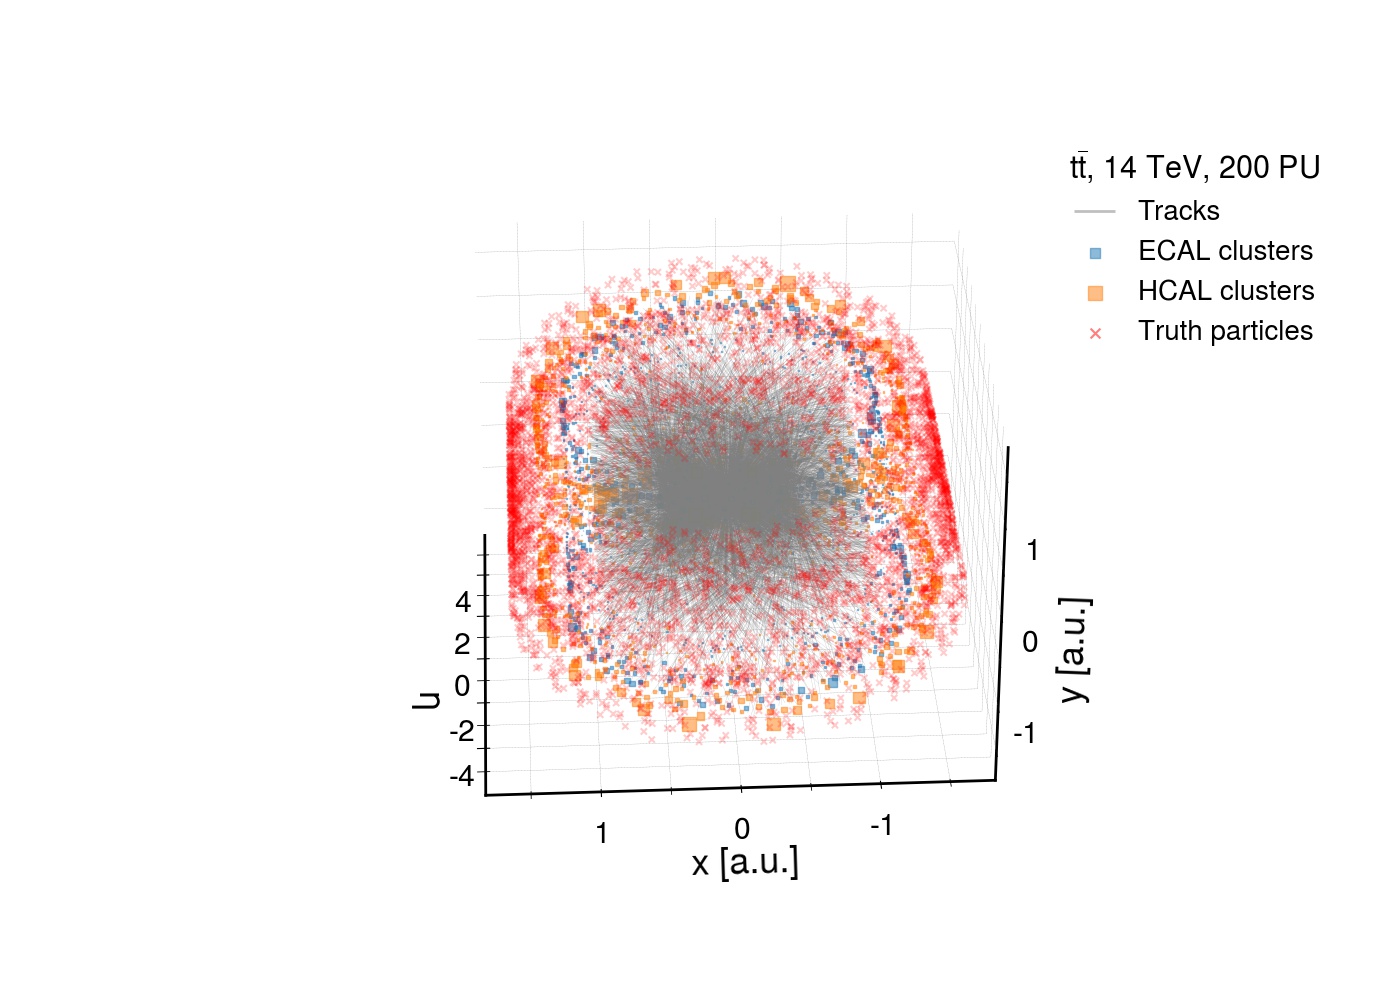 tt̄, 14 TeV, 200 PU
Tracks
ECAL clusters
HCAL clusters
Truth particles
4
2
0
-2
-4
η
1
0
-1
x [a.u.]
1
0
-1
y [a.u.]